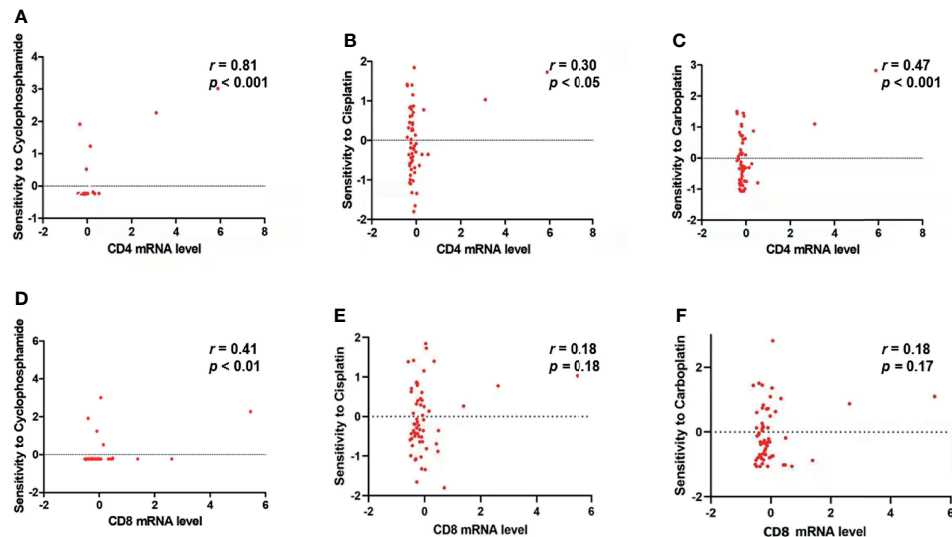 A
Sensitivity to Cyclophosphamide
4
3
2
1
0
-1
r = 0.81
p < 0.001
-2
0
2
4
6
8
CD4 mRNA level
B
Sensitivity to Cisplatin
2
1
0
-1
-2
r = 0.30
p < 0.05
-2
0
2
4
6
8
CD4 mRNA level
C
Sensitivity to Carboplatin
3
2
1
0
-1
-2
r = 0.47
p < 0.001
-2
0
2
4
6
8
CD4 mRNA level
D
Sensitivity to Cyclophosphamide
6
4
2
0
-2
r = 0.41
p < 0.01
-2
0
2
4
6
CD8 mRNA level
E
Sensitivity to Cisplatin
2
1
0
-1
-2
r = 0.18
p = 0.18
-2
0
2
4
6
CD8 mRNA level
F
Sensitivity to Carboplatin
3
2
1
0
-1
-2
r = 0.18
p = 0.17
-2
0
2
4
6
CD8 mRNA level